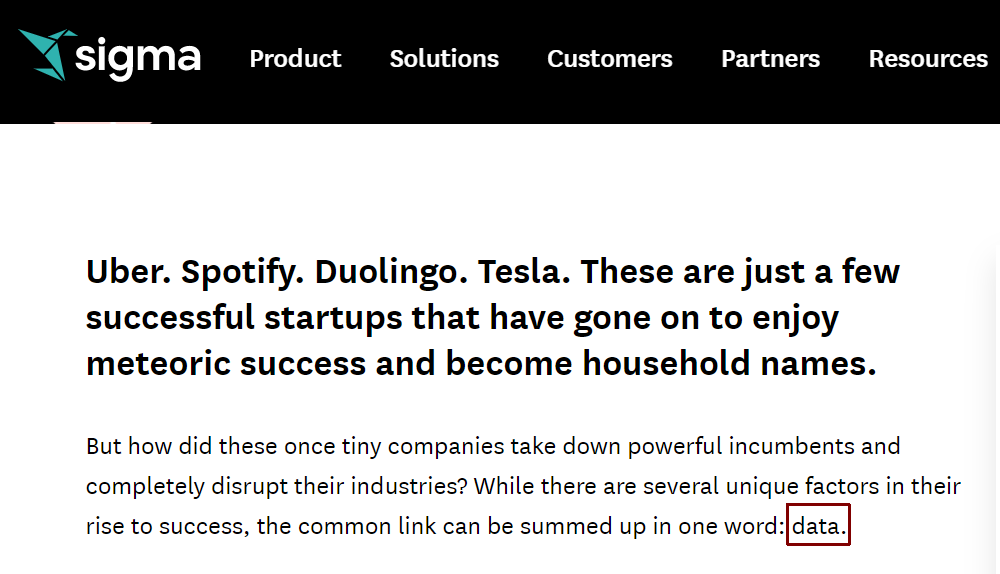 sigma Product Solutions Customers Partners Resources
Uber. Spotify. Duolingo. Tesla. These are just a few
successful startups that have gone on to enjoy
meteoric success and become household names.
But how did these once tiny companies take down powerful incumbents and
completely disrupt their industries? While there are several unique factors in their
rise to success, the common link can be summed up in one word: data.